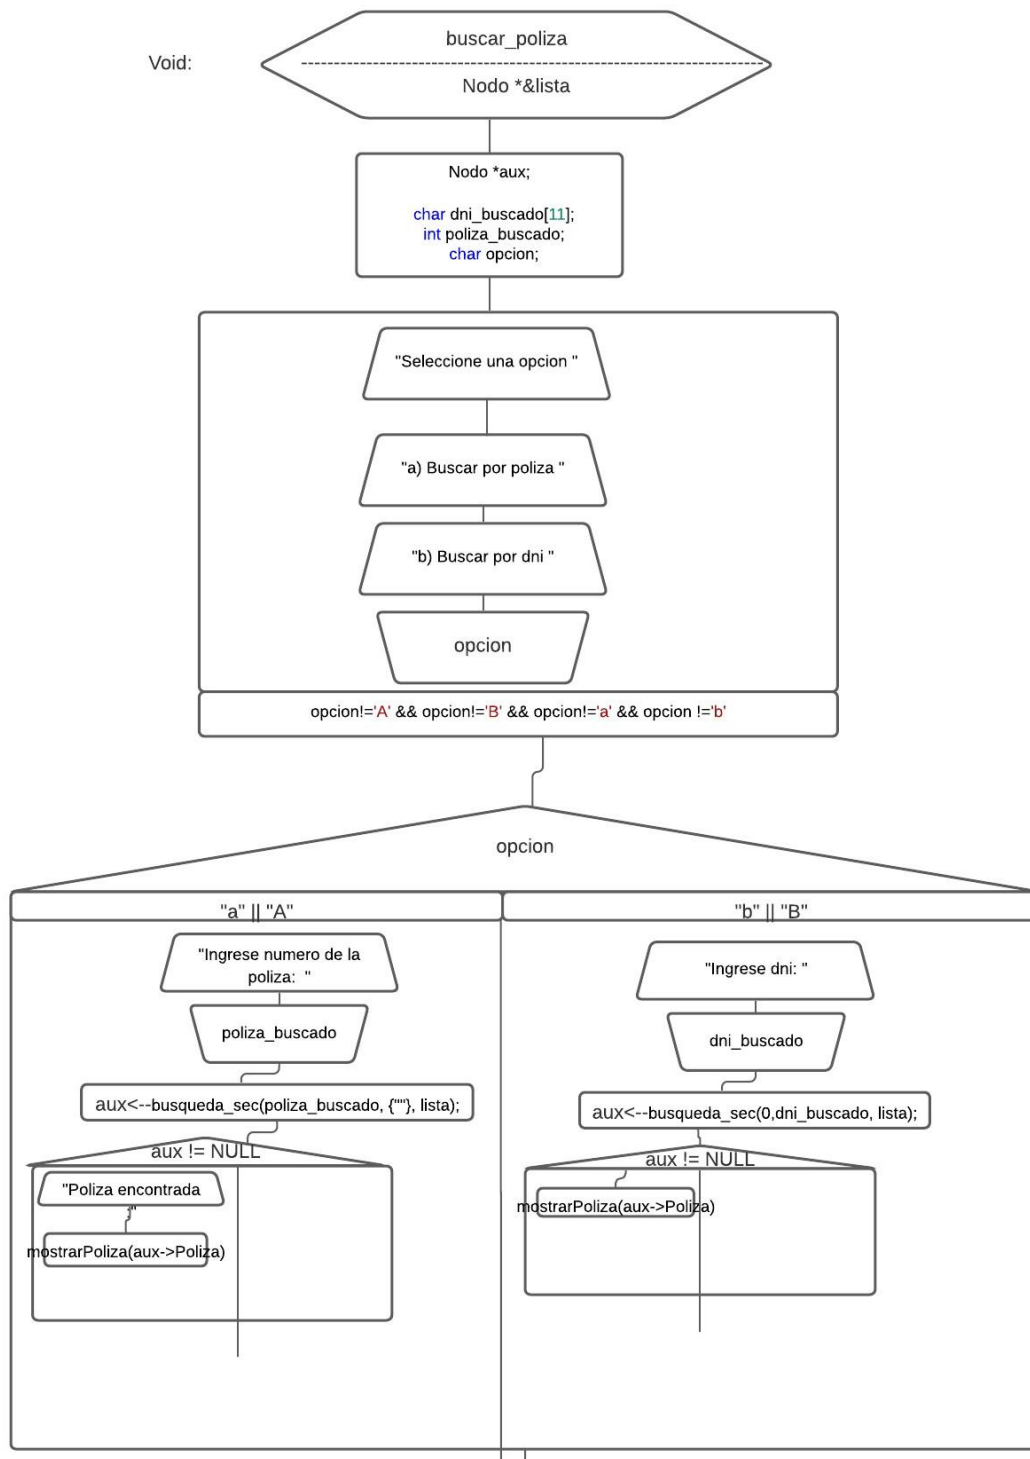 buscar_poliza
Void:
Nodo *&lista
Nodo *aux;
char dni_buscado[11];
int poliza_buscado;
char opcion;
"Seleccione una opcion "
"a) Buscar por poliza "
"b) Buscar por dni "
opcion
opcion!='A' && opcion!='B' && opcion!='a' && opcion !='b'
opcion
"a" || "A"
"Ingrese numero de la
poliza:  "
poliza_buscado
aux<--busqueda_sec(poliza_buscado, {""}, lista);
aux != NULL
"Poliza encontrada
:"
mostrarPoliza(aux->Poliza)
"b" || "B"
"Ingrese dni: "
dni_buscado
aux<--busqueda_sec(0,dni_buscado, lista);
aux != NULL
mostrarPoliza(aux->Poliza)